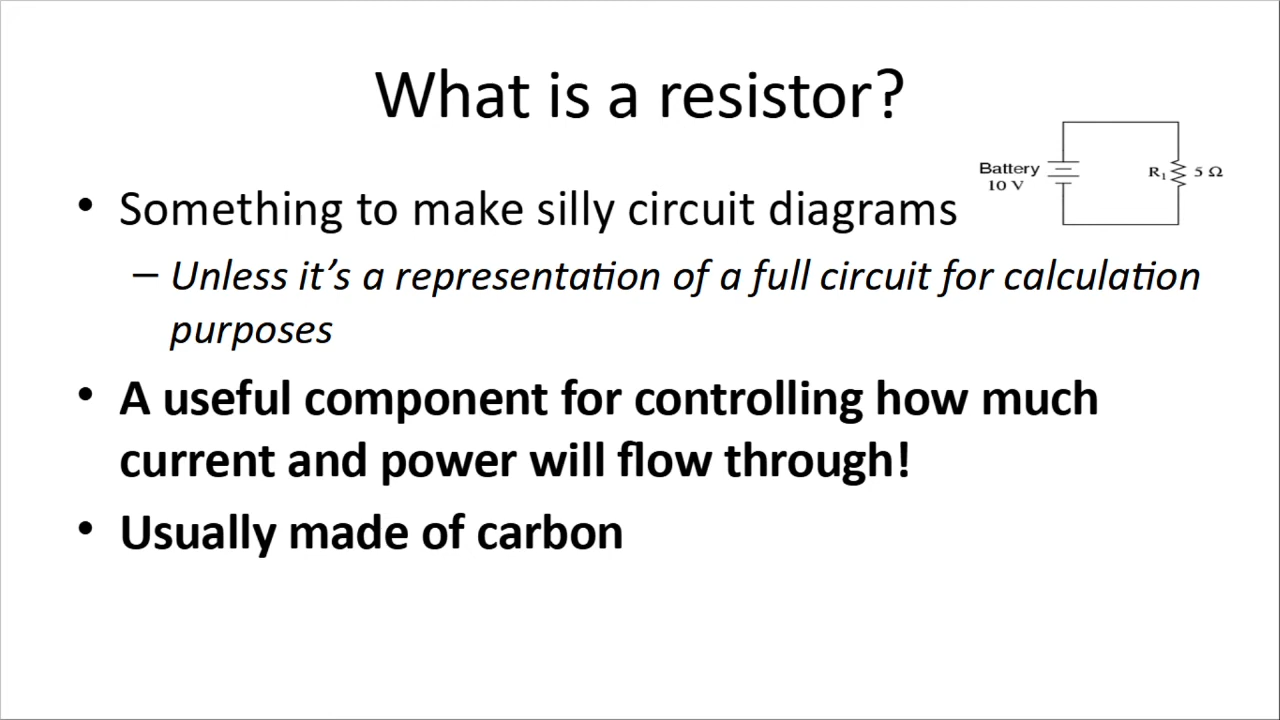 What is a resistor?
Battery
10 V
R₁ 5 Ω
• Something to make silly circuit diagrams
– Unless it’s a representation of a full circuit for calculation
purposes
• A useful component for controlling how much
current and power will flow through!
• Usually made of carbon